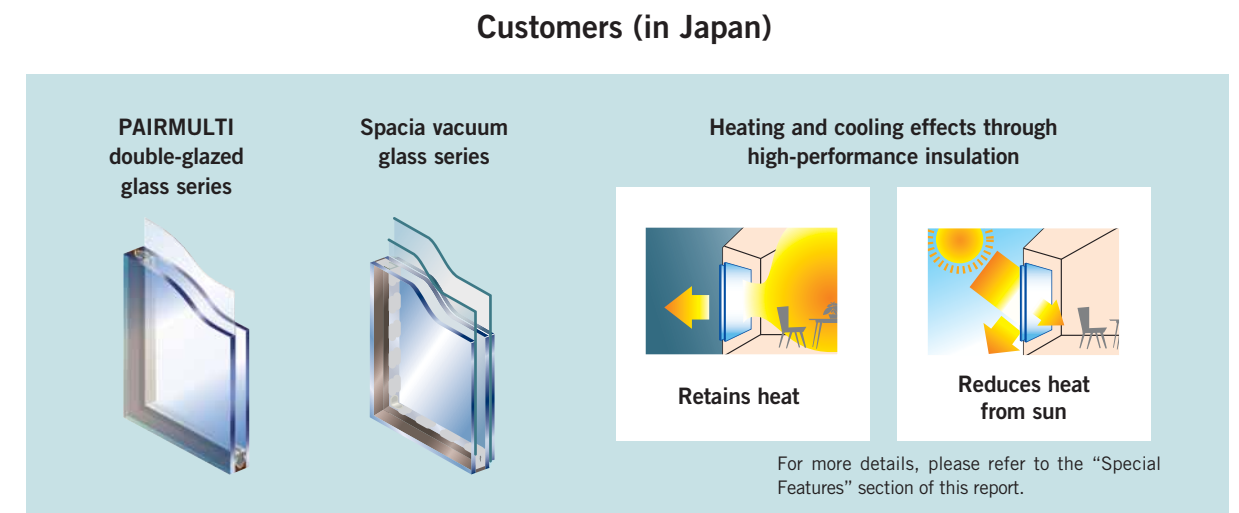 Customers (in Japan)
PAIRMULTI
double-glazed
glass series
Spacia vacuum
glass series
Heating and cooling effects through
high-performance insulation
Retains heat
Reduces heat
from sun
For more details, please refer to the “Special
Features” section of this report.